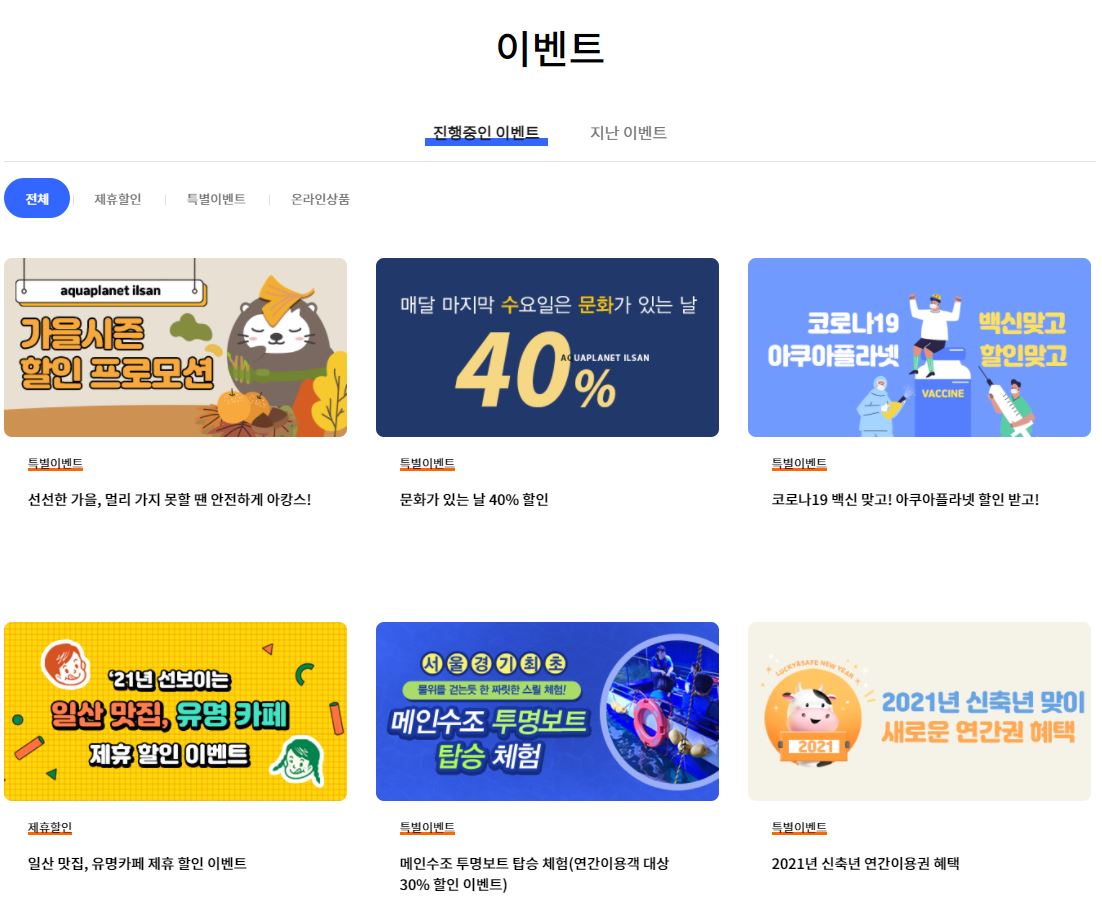 이벤트
진행중인 이벤트
지난 이벤트
전체
제휴할인
특별이벤트
온라인상품
aquaplanet ilsan
가을시즌
할인 프로모션
특별이벤트
선선한 가을, 멀리 가지 못할 땐 안전하게 아캉스!
매달 마지막 수요일은 문화가 있는 날
40%
AQUAPLANET ILSAN
특별이벤트
문화가 있는 날 40% 할인
코로나19
아쿠아플라넷
백신맞고
할인맞고
VACCINE
특별이벤트
코로나19 백신 맞고! 아쿠아플라넷 할인 받고!
‘21년 선보이는
일산 맛집, 유명 카페
제휴 할인 이벤트
제휴할인
일산 맛집, 유명카페 제휴 할인 이벤트
서울경기최초
물위를 걷는듯 한 짜릿한 스릴 체험!
메인수조 투명보트
탑승 체험
특별이벤트
메인수조 투명보트 탑승 체험(연간이용객 대상
30% 할인 이벤트)
LUCKY&SAFE NEW YEAR
2021
2021년 신축년 맞이
새로운 연간권 혜택
특별이벤트
2021년 신축년 연간이용권 혜택